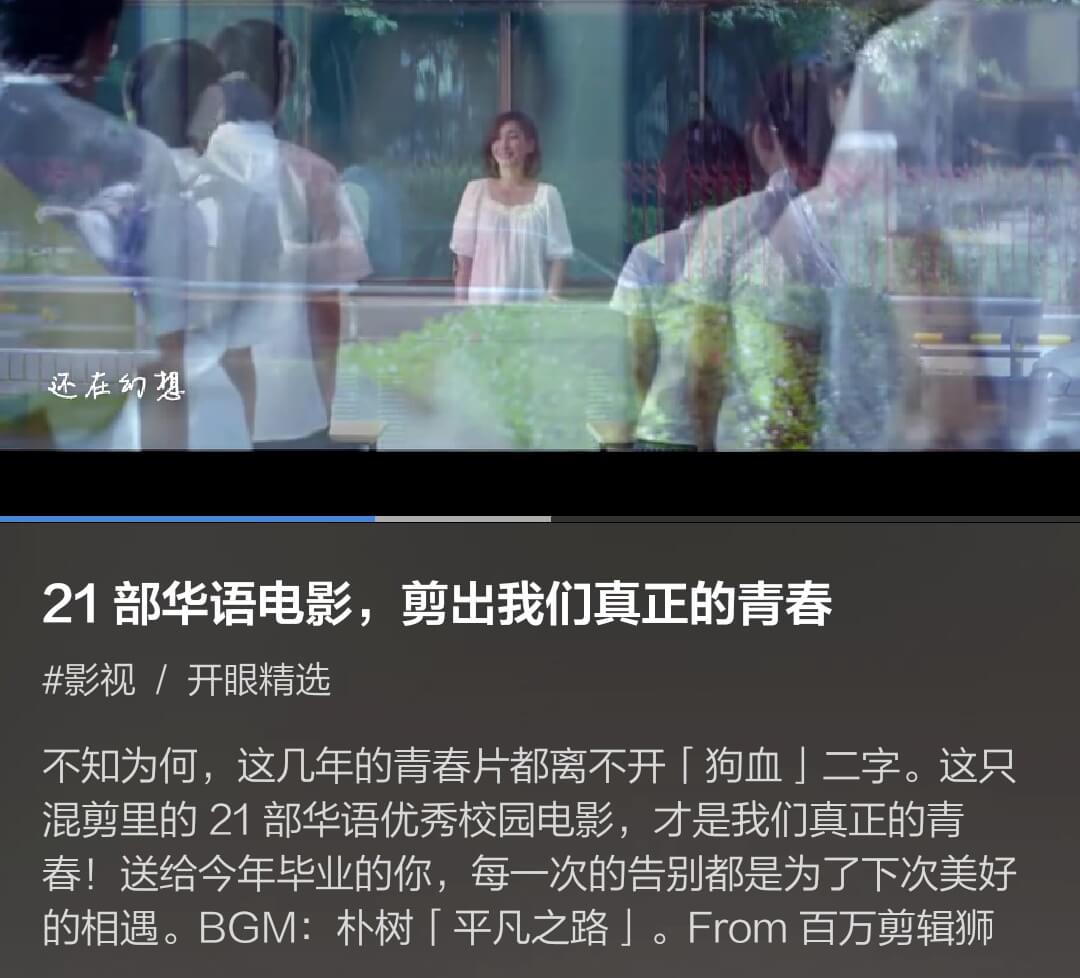 还在幻想
21 部华语电影，剪出我们真正的青春
#影视 / 开眼精选
不知为何，这几年的青春片都离不开「狗血」二字。这只
混剪里的 21 部华语优秀校园电影，才是我们真正的青
春！送给今年毕业的你，每一次的告别都是为了下次美好
的相遇。BGM：朴树「平凡之路」。From 百万剪辑狮